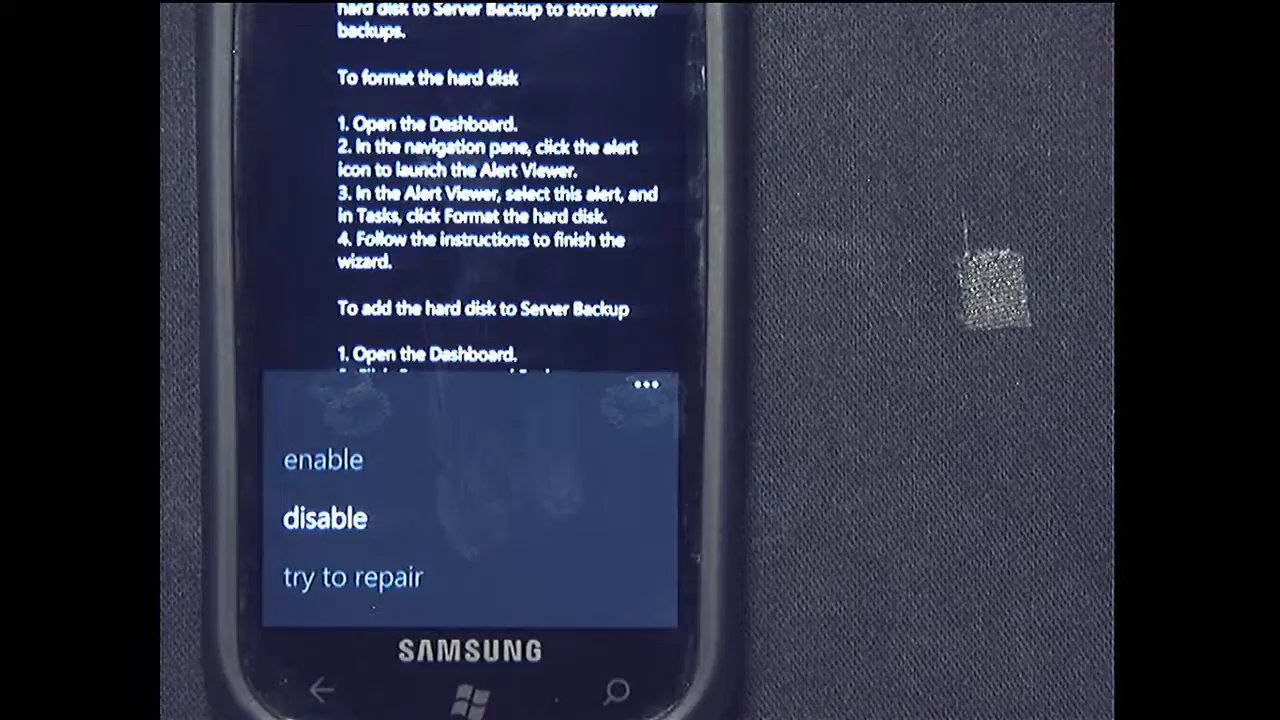 hard disk to Server Backup to store server
backups.
To format the hard disk
1. Open the Dashboard.
2. In the navigation pane, click the alert
icon to launch the Alert Viewer.
3. In the Alert Viewer, select this alert, and
in Tasks, click Format the hard disk.
4. Follow the instructions to finish the
wizard.
To add the hard disk to Server Backup
1. Open the Dashboard.
enable
disable
try to repair
SAMSUNG